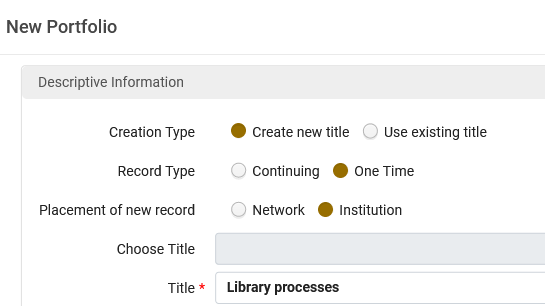 New Portfolio
Descriptive Information
Creation Type Create new title Use existing title
Record Type Continuing One Time
Placement of new record Network Institution
Choose Title
Title * Library processes